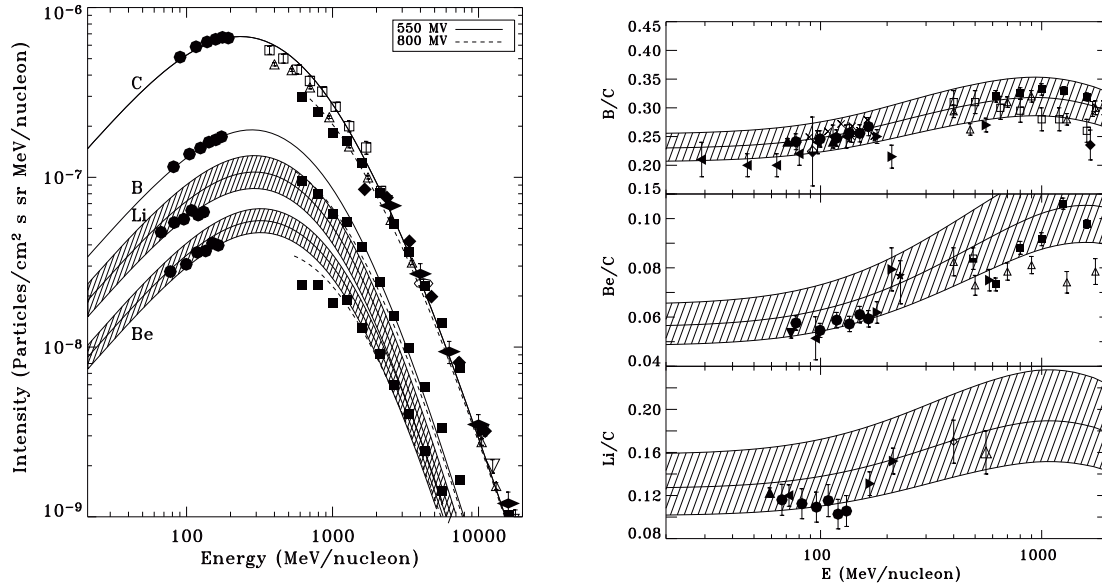 Intensity (Particles/cm² s sr MeV/nucleon)
10⁻⁶
10⁻⁷
10⁻⁸
10⁻⁹
550 MV
800 MV
C
B
Li
Be
100
1000
10000
Energy (MeV/nucleon)
B/C
0.45
0.40
0.35
0.30
0.25
0.20
0.15
Be/C
0.10
0.08
0.06
0.04
Li/C
0.20
0.16
0.12
0.08
100
1000
E (MeV/nucleon)